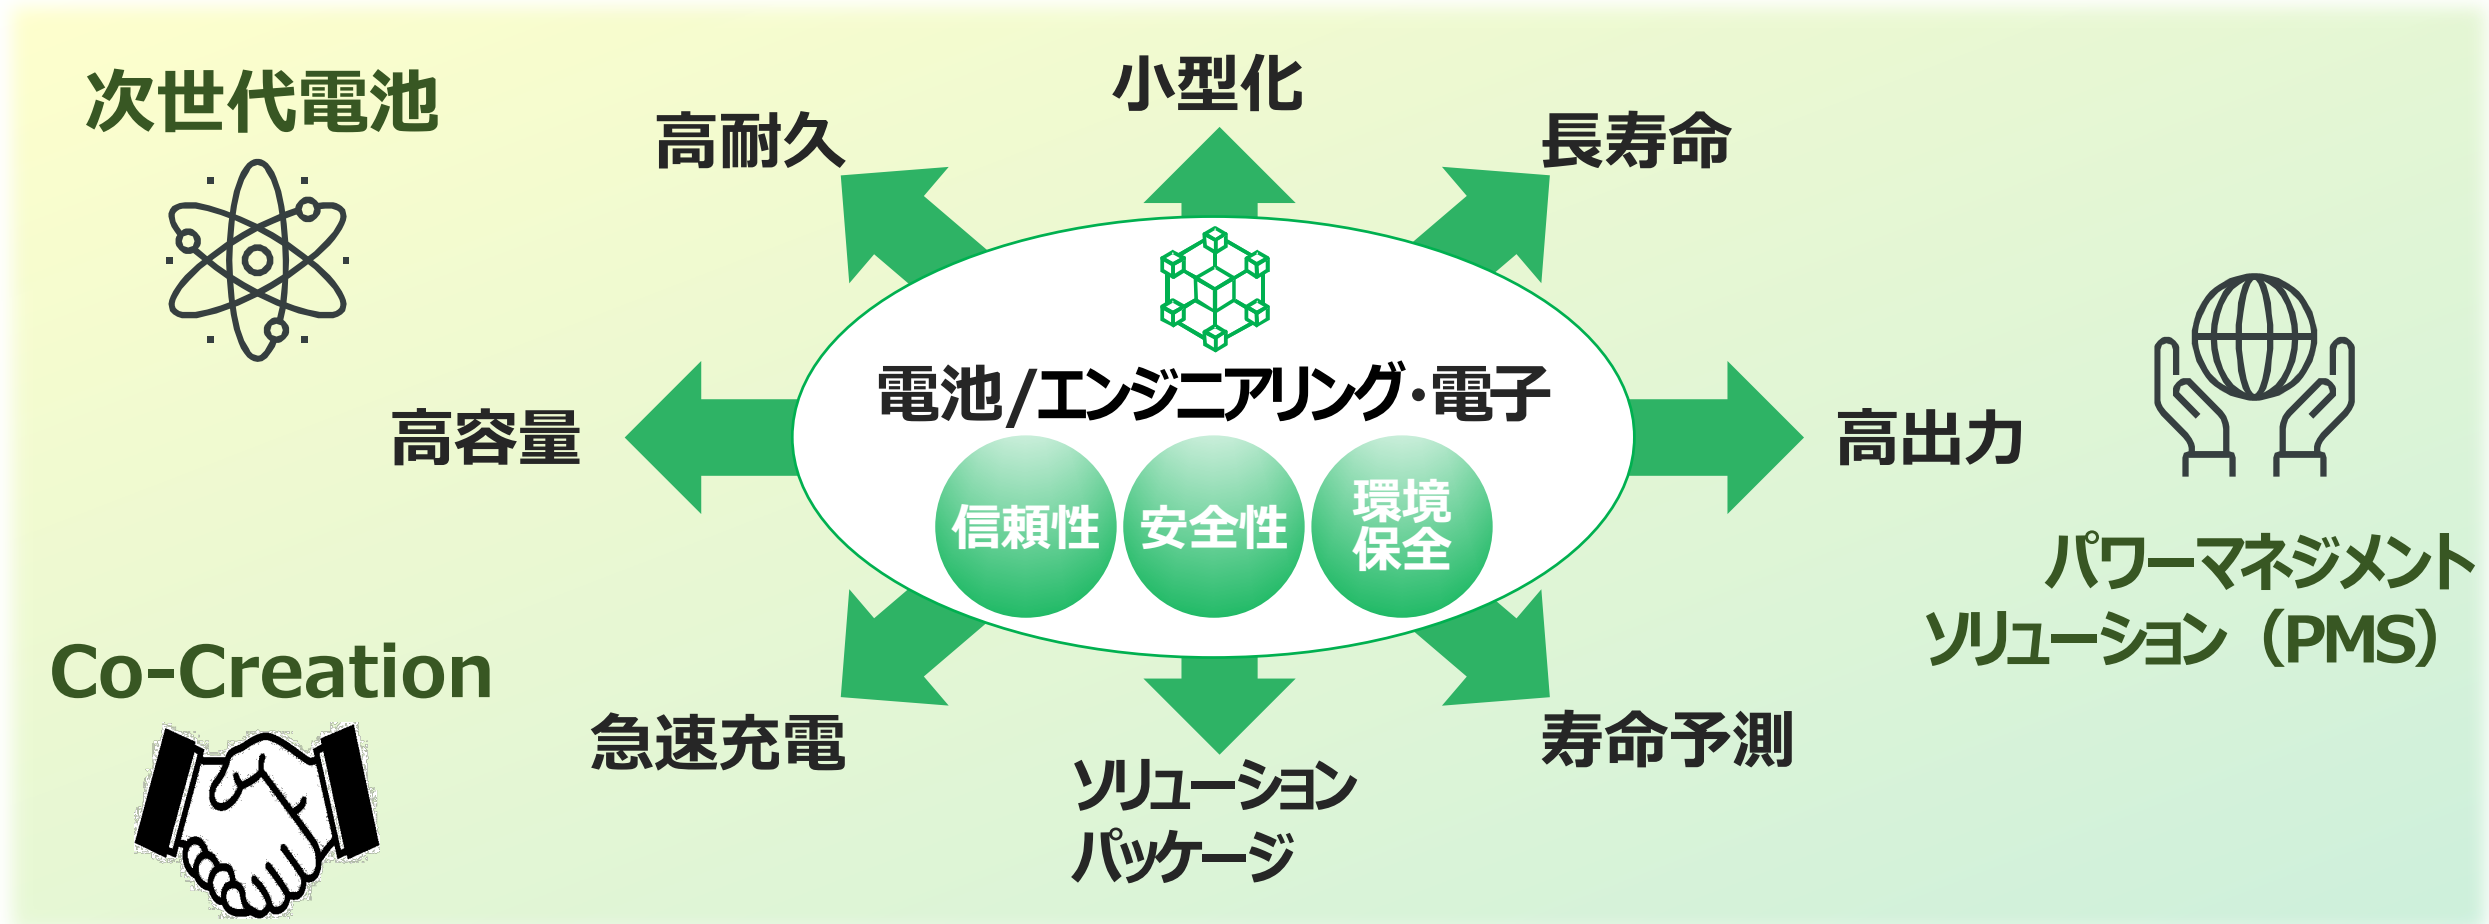 次世代電池
高耐久
小型化
長寿命
高容量
電池/エンジニアリング・電子
信頼性
安全性
環境
保全
高出力
パワーマネジメント
ソリューション（PMS）
Co-Creation
急速充電
ソリューション
パッケージ
寿命予測